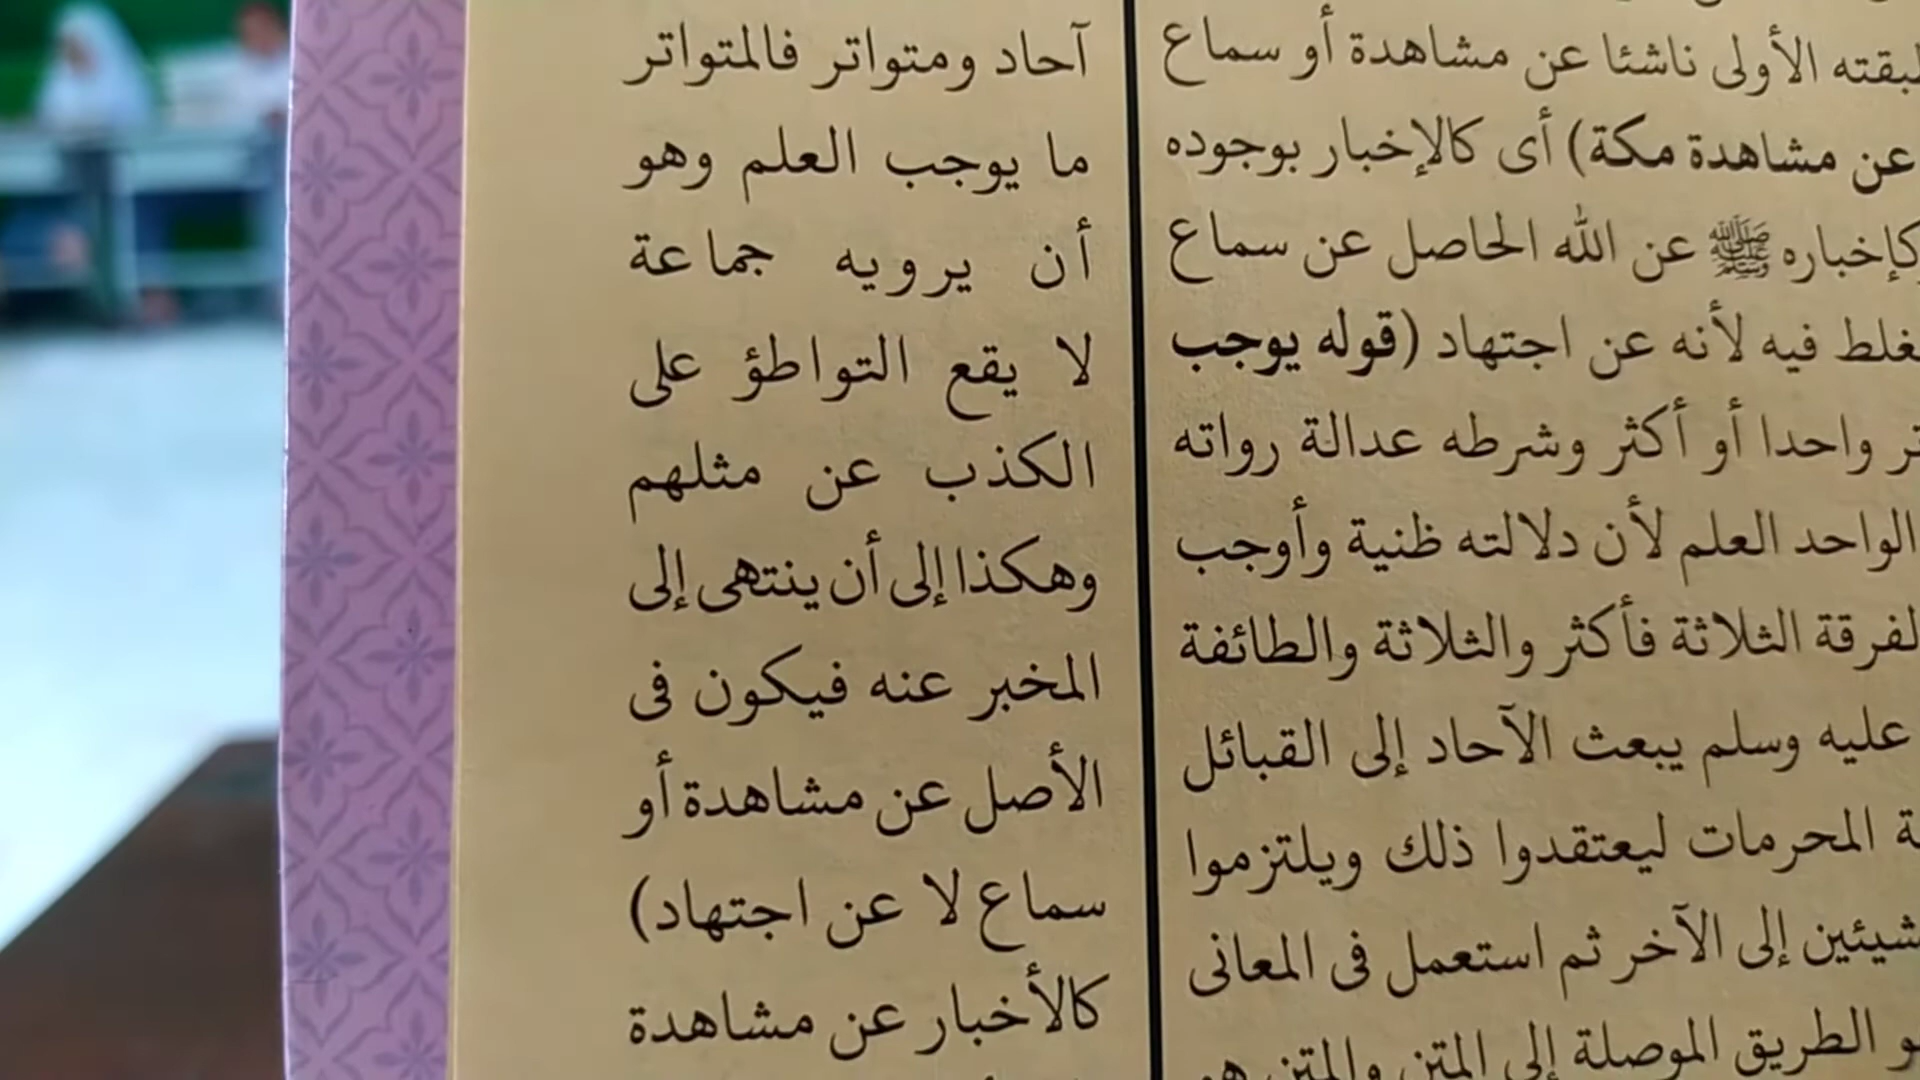 آحاد ومتواتر فالمتواتر
ما يوجب العلم وهو
أن يرويه جماعة
لا يقع التواطؤ على
الكذب عن مثلهم
وهكذا إلى أن ينتهى إلى
المخبر عنه فيكون فى
الأصل عن مشاهدة أو
سماع لا عن اجتهاد)
كالأخبار عن مشاهدة
الأولى ناشئا عن مشاهدة أو سماع
عن مشاهدة مكة) أى كالإخبار بوجوده
كإخباره ﷺ عن الله الحاصل عن سماع
فيه لأنه عن اجتهاد (قوله يوجب
واحدا أو أكثر وشرطه عدالة رواته
الواحد العلم لأن دلالته ظنية وأوجب
الثلاثة فأكثر والثلاثة والطائفة
عليه وسلم يبعث الآحاد إلى القبائل
المحرمات ليعتقدوا ذلك ويلتزموا
إلى الآخر ثم استعمل فى المعانى
الطريق الموصلة إلى المتن والمتن هو